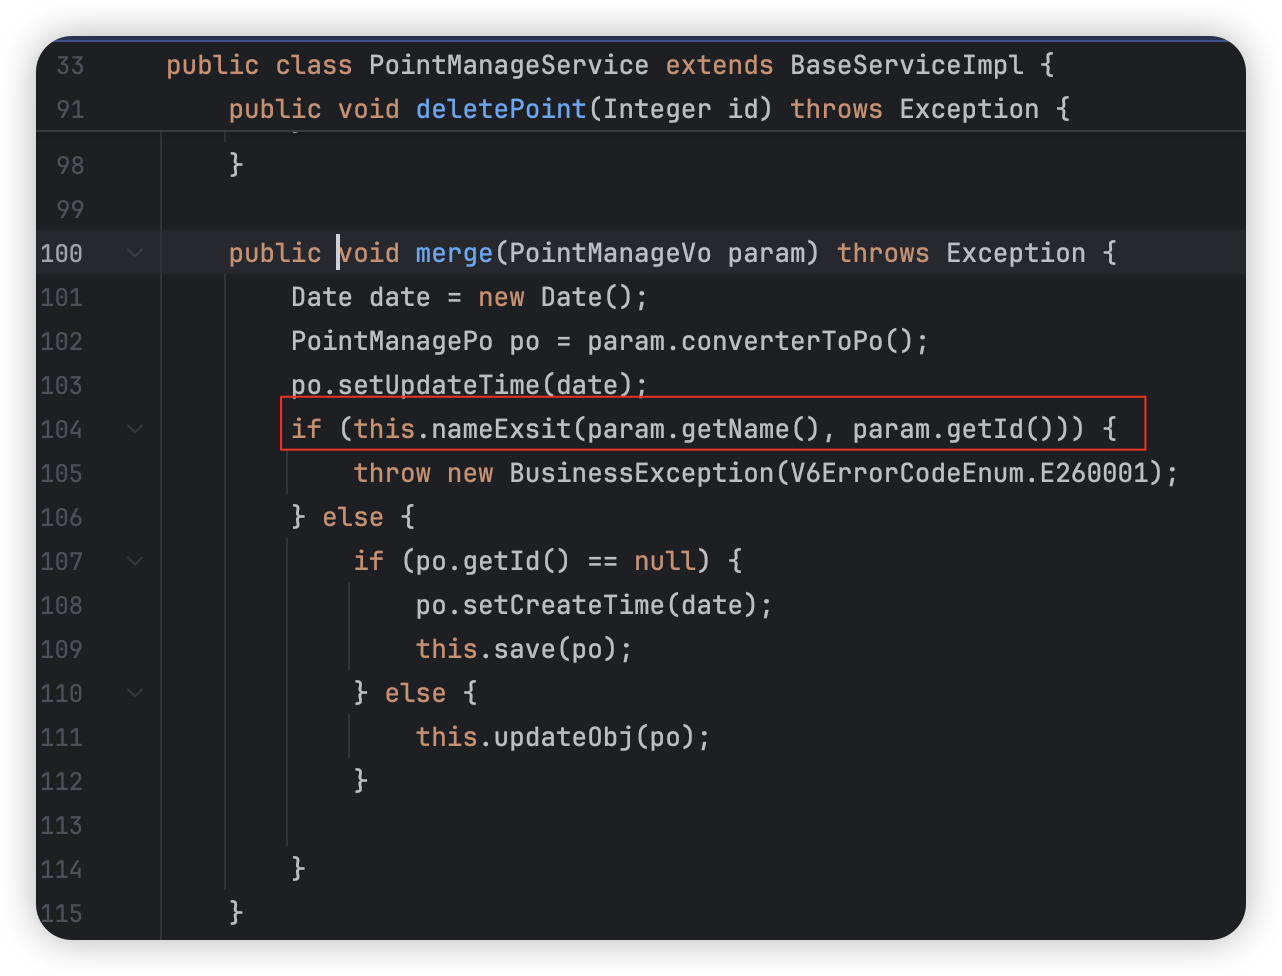 33 public class PointManageService extends BaseServiceImpl {
91 public void deletePoint(Integer id) throws Exception {
98 }
99
100 public void merge(PointManageVo param) throws Exception {
101 Date date = new Date();
102 PointManagePo po = param.converterToPo();
103 po.setUpdateTime(date);
104 if (this.nameExsit(param.getName(), param.getId())) {
105 throw new BusinessException(V6ErrorCodeEnum.E260001);
106 } else {
107 if (po.getId() == null) {
108 po.setCreateTime(date);
109 this.save(po);
110 } else {
111 this.updateObj(po);
112 }
113
114 }
115 }